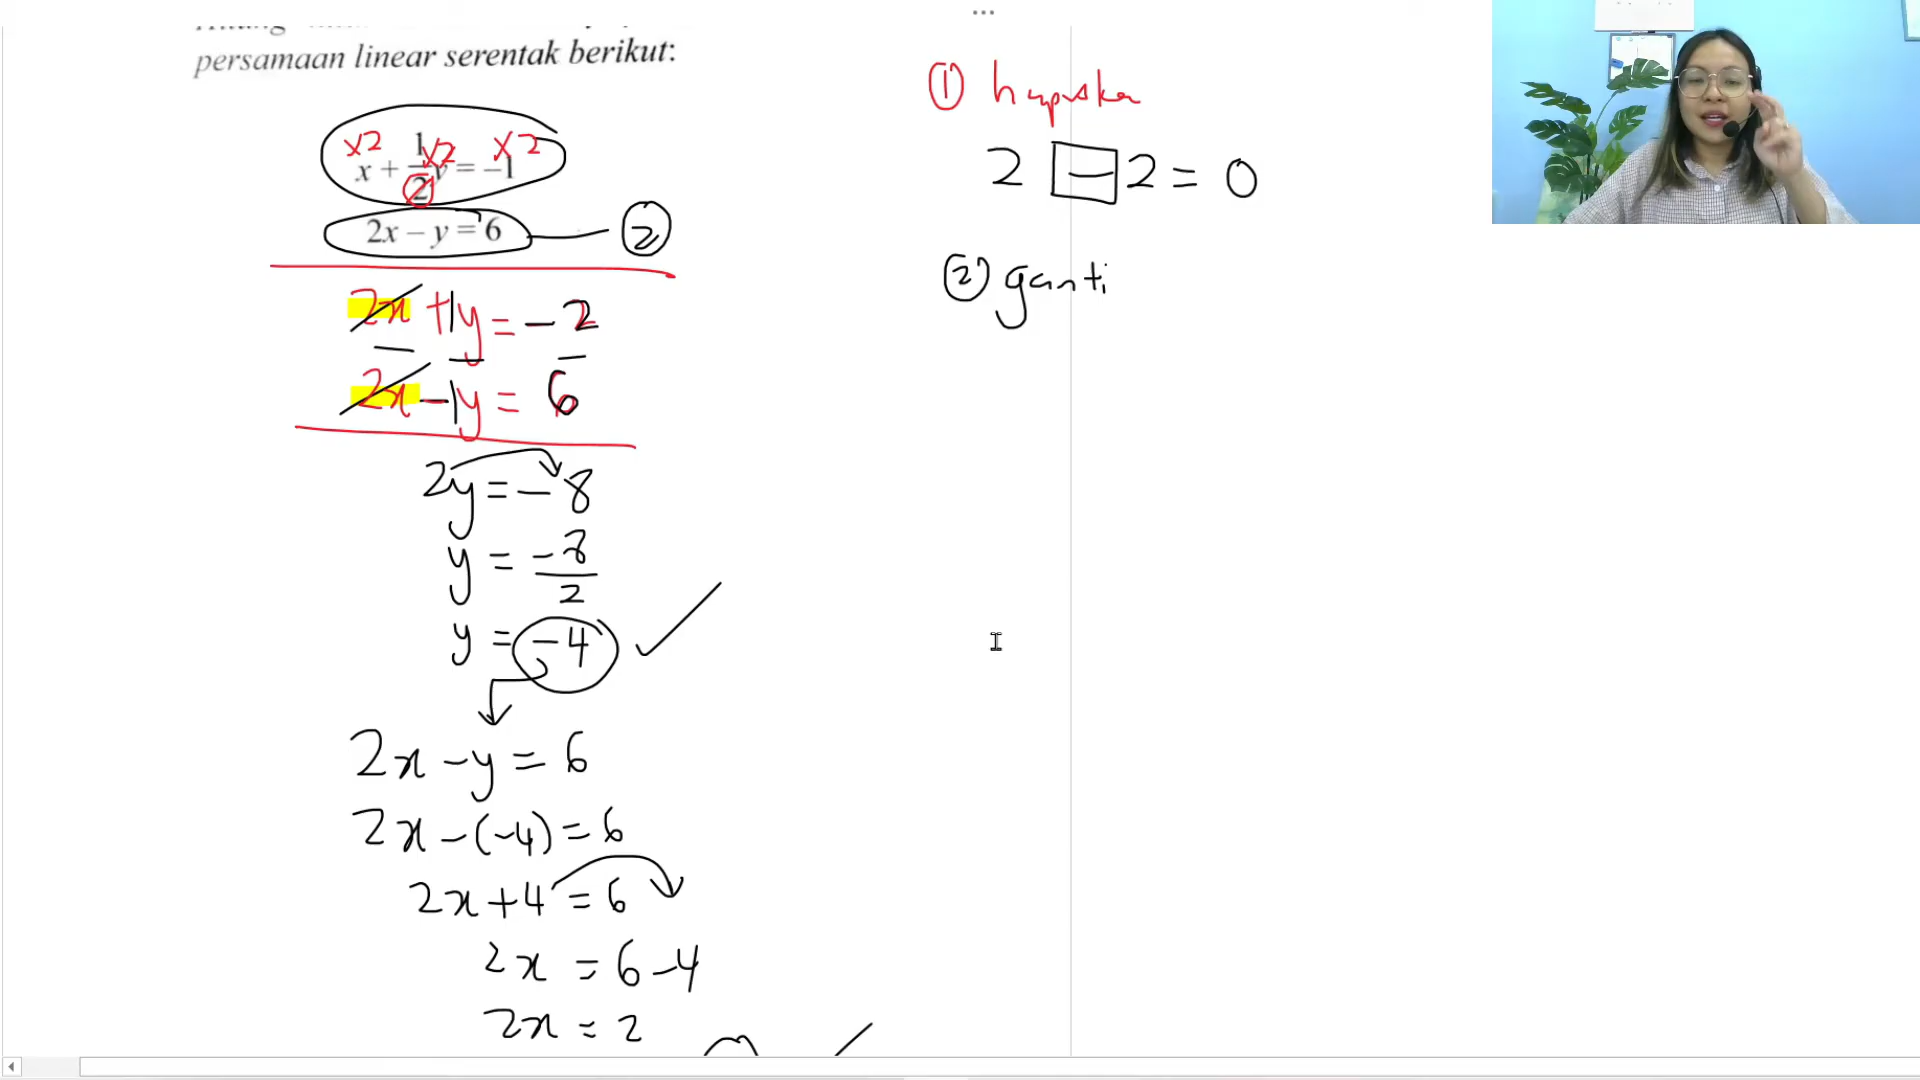 persamaan linear serentak berikut:
x2 x2 x2
x + 1/2 y = -1
2x – y = 6 2
2x + 1y = -2
2x - 1y = 6
2y = -8
y = -8/2
y = -4
2x - y = 6
2x - (-4) = 6
2x + 4 = 6
2x = 6 - 4
2x = 2
① hapuska
2 - 2 = 0
② ganti